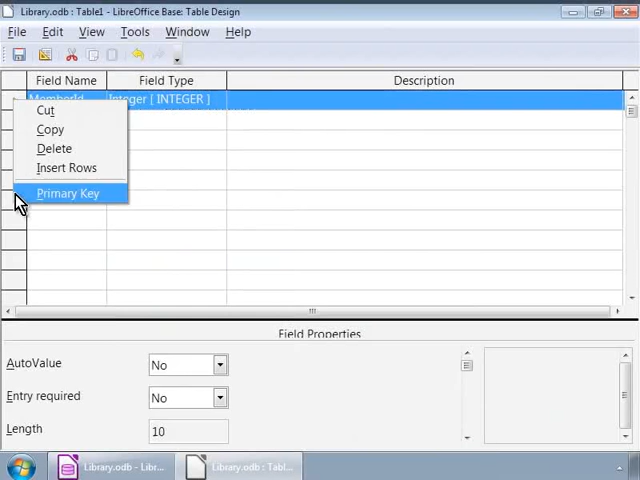 Library.odb : Table1 - LibreOffice Base: Table Design
File Edit View Tools Window Help
Field Name Field Type Description
MemberId Integer [ INTEGER ]
Cut
Copy
Delete
Insert Rows
Primary Key
Field Properties
AutoValue No
Entry required No
Length 10
Library.odb - Libr... Library.odb : Table...